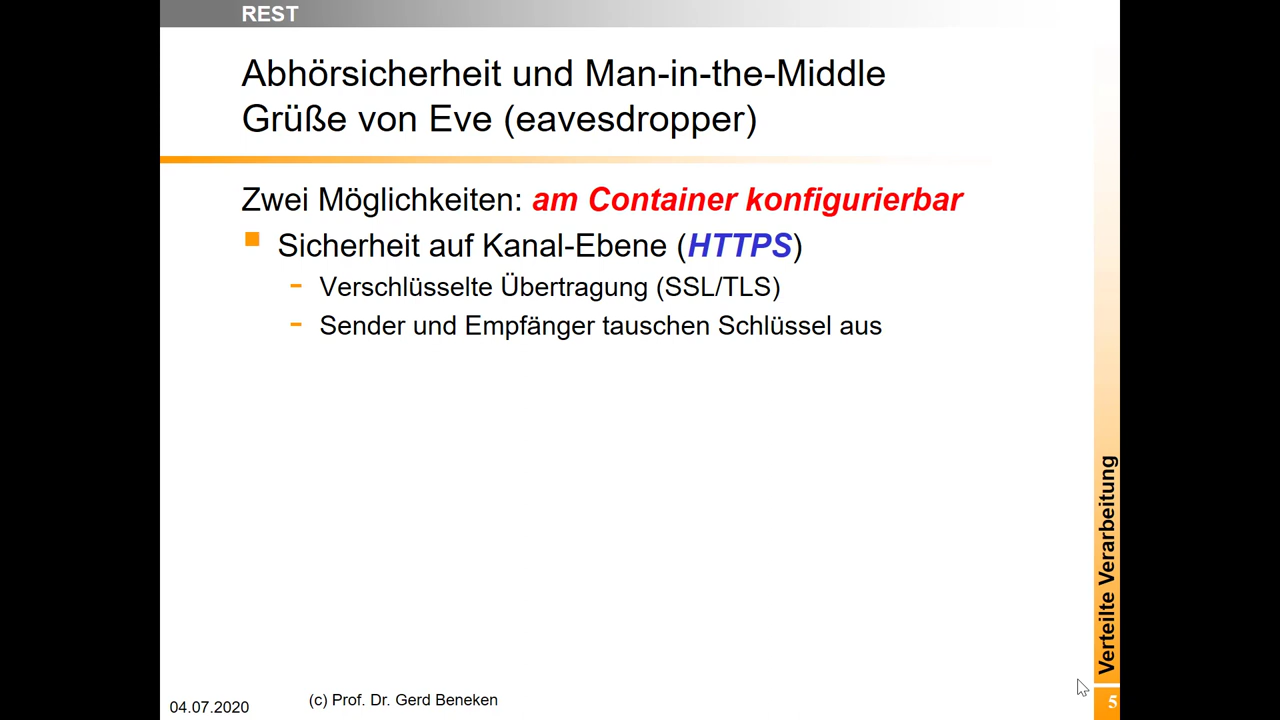 REST
Abhörsicherheit und Man-in-the-Middle
Grüße von Eve (eavesdropper)
Zwei Möglichkeiten: am Container konfigurierbar
Sicherheit auf Kanal-Ebene (HTTPS)
- Verschlüsselte Übertragung (SSL/TLS)
- Sender und Empfänger tauschen Schlüssel aus
Verteilte Verarbeitung
04.07.2020
(c) Prof. Dr. Gerd Beneken
5